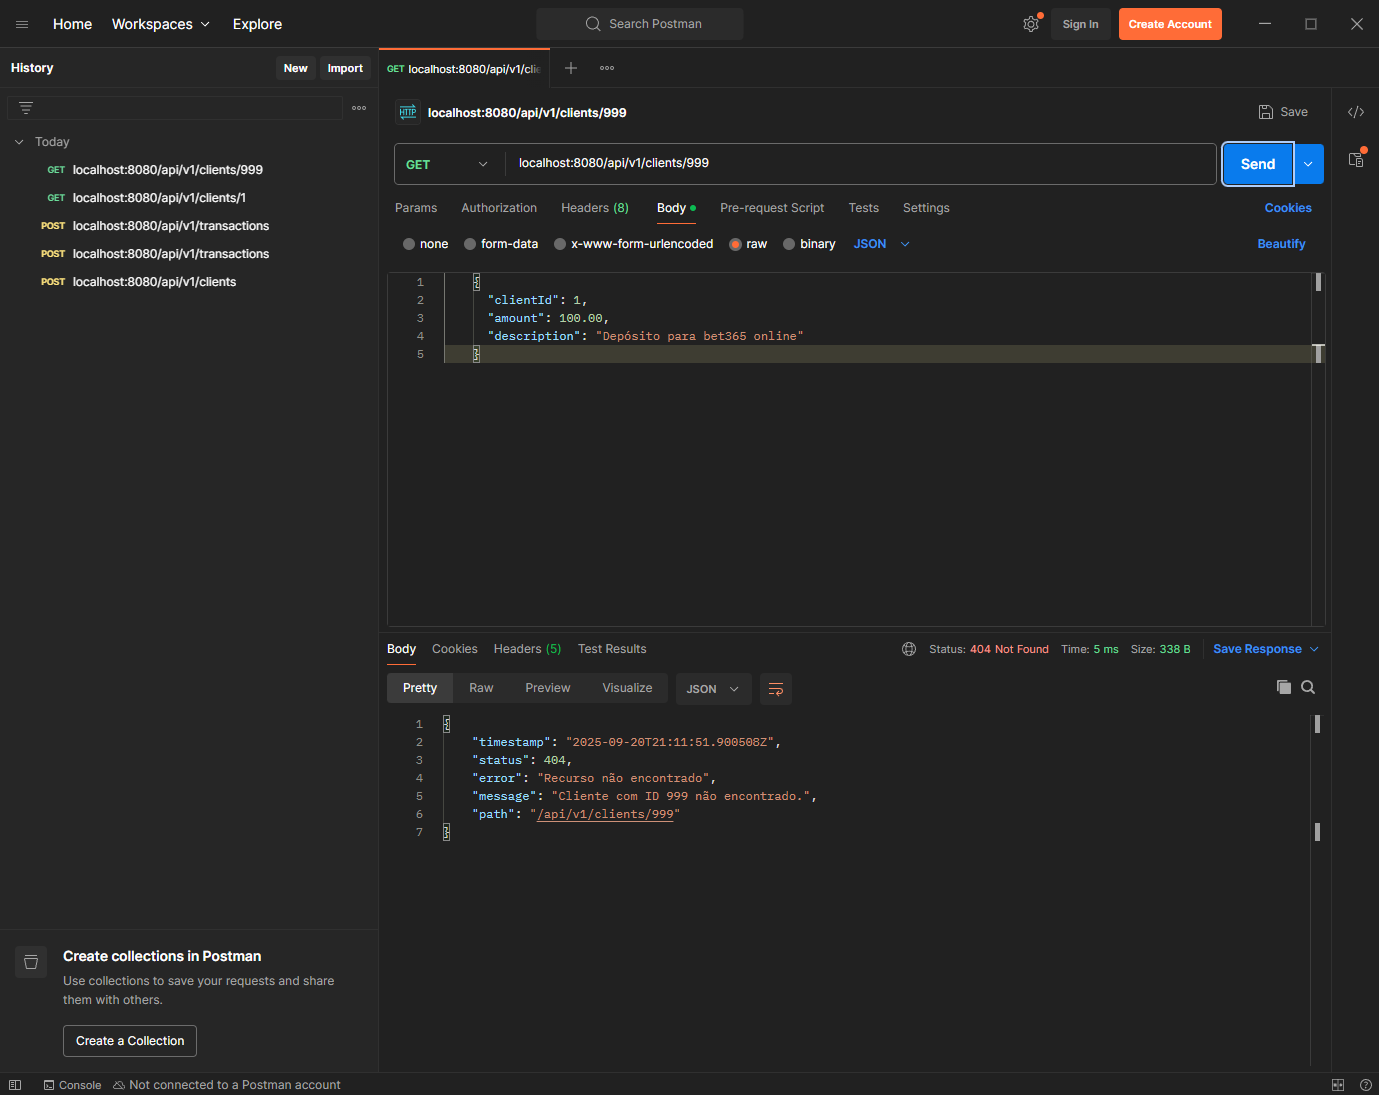 Home Workspaces Explore Search Postman Sign In Create Account
History New Import
GET localhost:8080/api/v1/clie
HTTP localhost:8080/api/v1/clients/999 Save
Today
GET localhost:8080/api/v1/clients/999
GET localhost:8080/api/v1/clients/1
POST localhost:8080/api/v1/transactions
POST localhost:8080/api/v1/transactions
POST localhost:8080/api/v1/clients
GET localhost:8080/api/v1/clients/999 Send
Params Authorization Headers (8) Body Pre-request Script Tests Settings Cookies
none form-data x-www-form-urlencoded raw binary JSON Beautify
1 {
2 "clientId": 1,
3 "amount": 100.00,
4 "description": "Depósito para bet365 online"
5 }
Body Cookies Headers (5) Test Results Status: 404 Not Found Time: 5 ms Size: 338 B Save Response
Pretty Raw Preview Visualize JSON
1 {
2 "timestamp": "2025-09-20T21:11:51.900508Z",
3 "status": 404,
4 "error": "Recurso não encontrado",
5 "message": "Cliente com ID 999 não encontrado.",
6 "path": "/api/v1/clients/999"
7 }
Create collections in Postman
Use collections to save your requests and share
them with others.
Create a Collection
Console Not connected to a Postman account